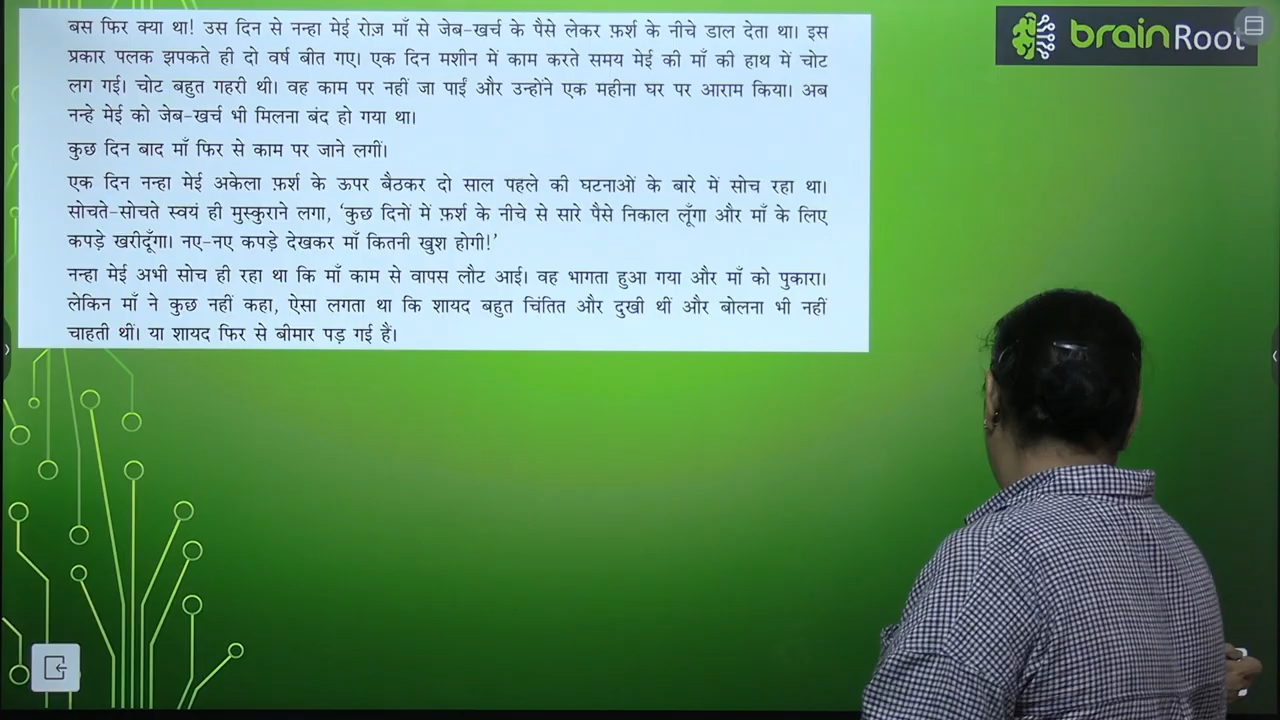 बस फिर क्या था! उस दिन से नन्हा मेई रोज़ माँ से जेब-खर्च के पैसे लेकर फ़र्श के नीचे डाल देता था। इस
प्रकार पलक झपकते ही दो वर्ष बीत गए। एक दिन मशीन में काम करते समय मेई की माँ की हाथ में चोट
लग गई। चोट बहुत गहरी थी। वह काम पर नहीं जा पाईं और उन्होंने एक महीना घर पर आराम किया। अब
नन्हे मेई को जेब-खर्च भी मिलना बंद हो गया था।
कुछ दिन बाद माँ फिर से काम पर जाने लगीं।
एक दिन नन्हा मेई अकेला फ़र्श के ऊपर बैठकर दो साल पहले की घटनाओं के बारे में सोच रहा था।
सोचते-सोचते स्वयं ही मुस्कुराने लगा, ‘कुछ दिनों में फ़र्श के नीचे से सारे पैसे निकाल लूँगा और माँ के लिए
कपड़े खरीदूँगा। नए-नए कपड़े देखकर माँ कितनी खुश होगी!’
नन्हा मेई अभी सोच ही रहा था कि माँ काम से वापस लौट आई। वह भागता हुआ गया और माँ को पुकारा।
लेकिन माँ ने कुछ नहीं कहा, ऐसा लगता था कि शायद बहुत चिंतित और दुखी थीं और बोलना भी नहीं
चाहती थीं। या शायद फिर से बीमार पड़ गई हैं।
brainRoot